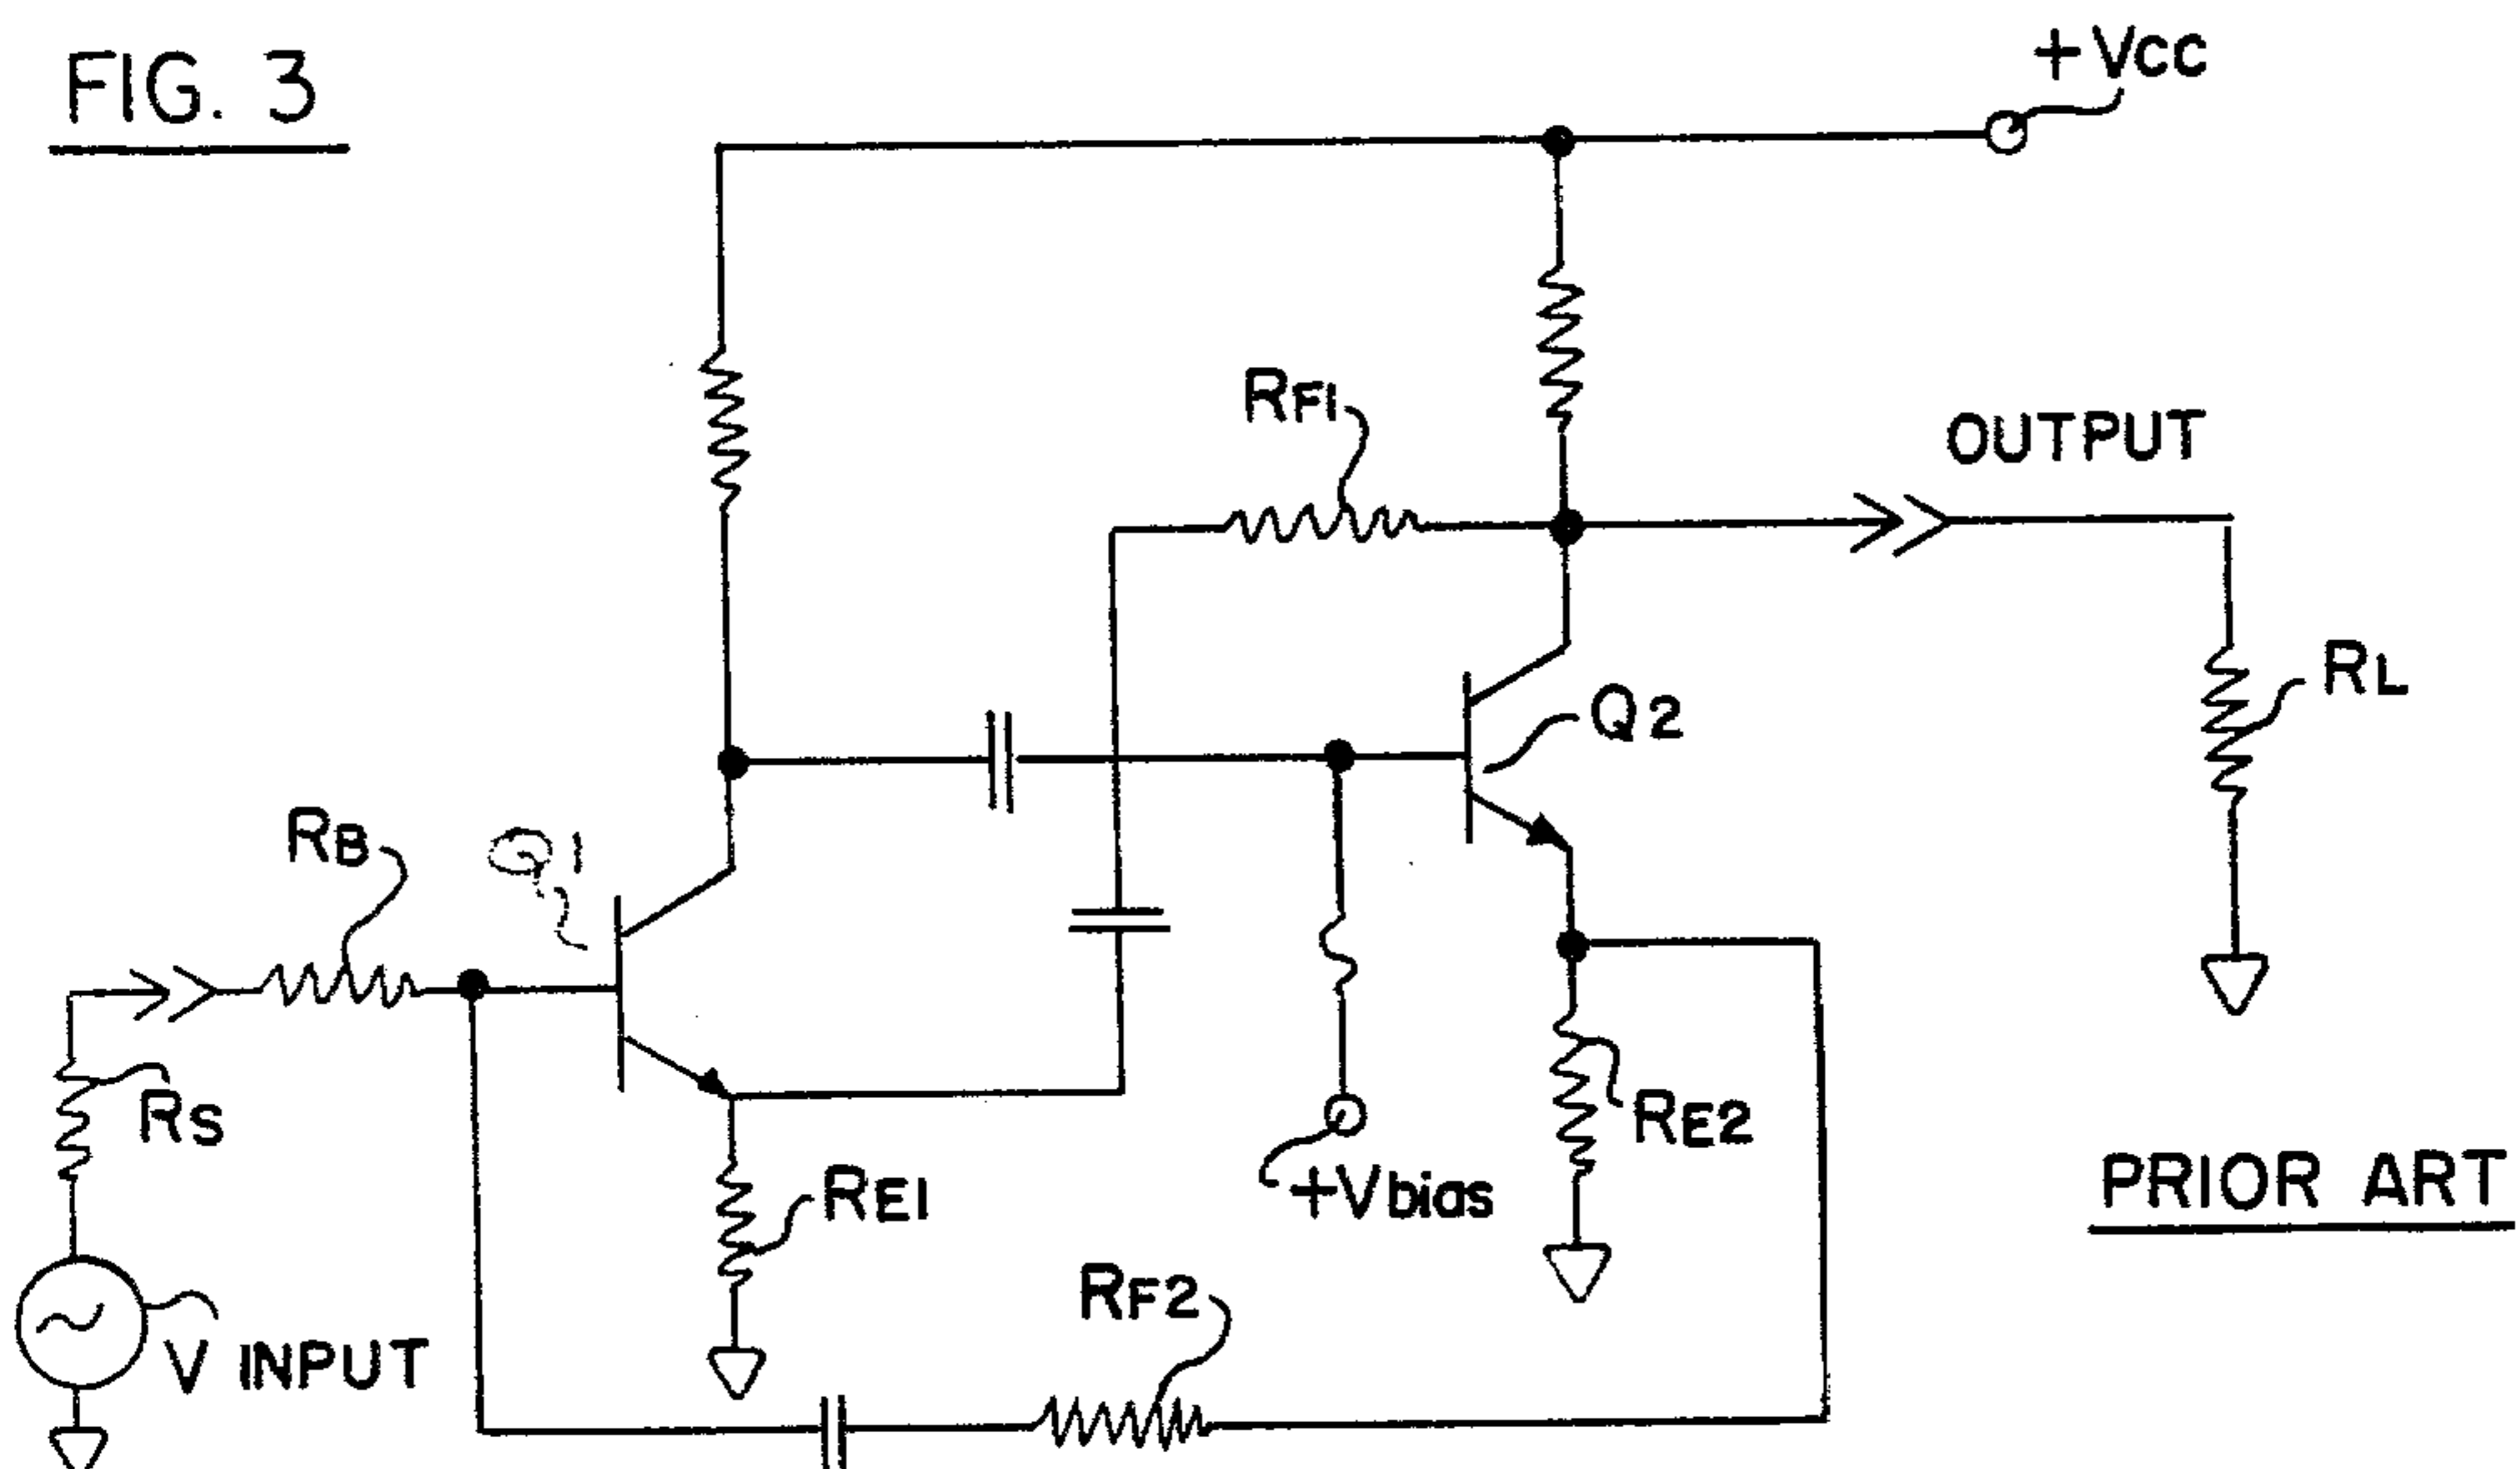 FIG. 3
+Vcc
RF1
OUTPUT
RL
Q2
RB
Q1
RS
RE2
+Vbias
PRIOR ART
RE1
RF2
V INPUT